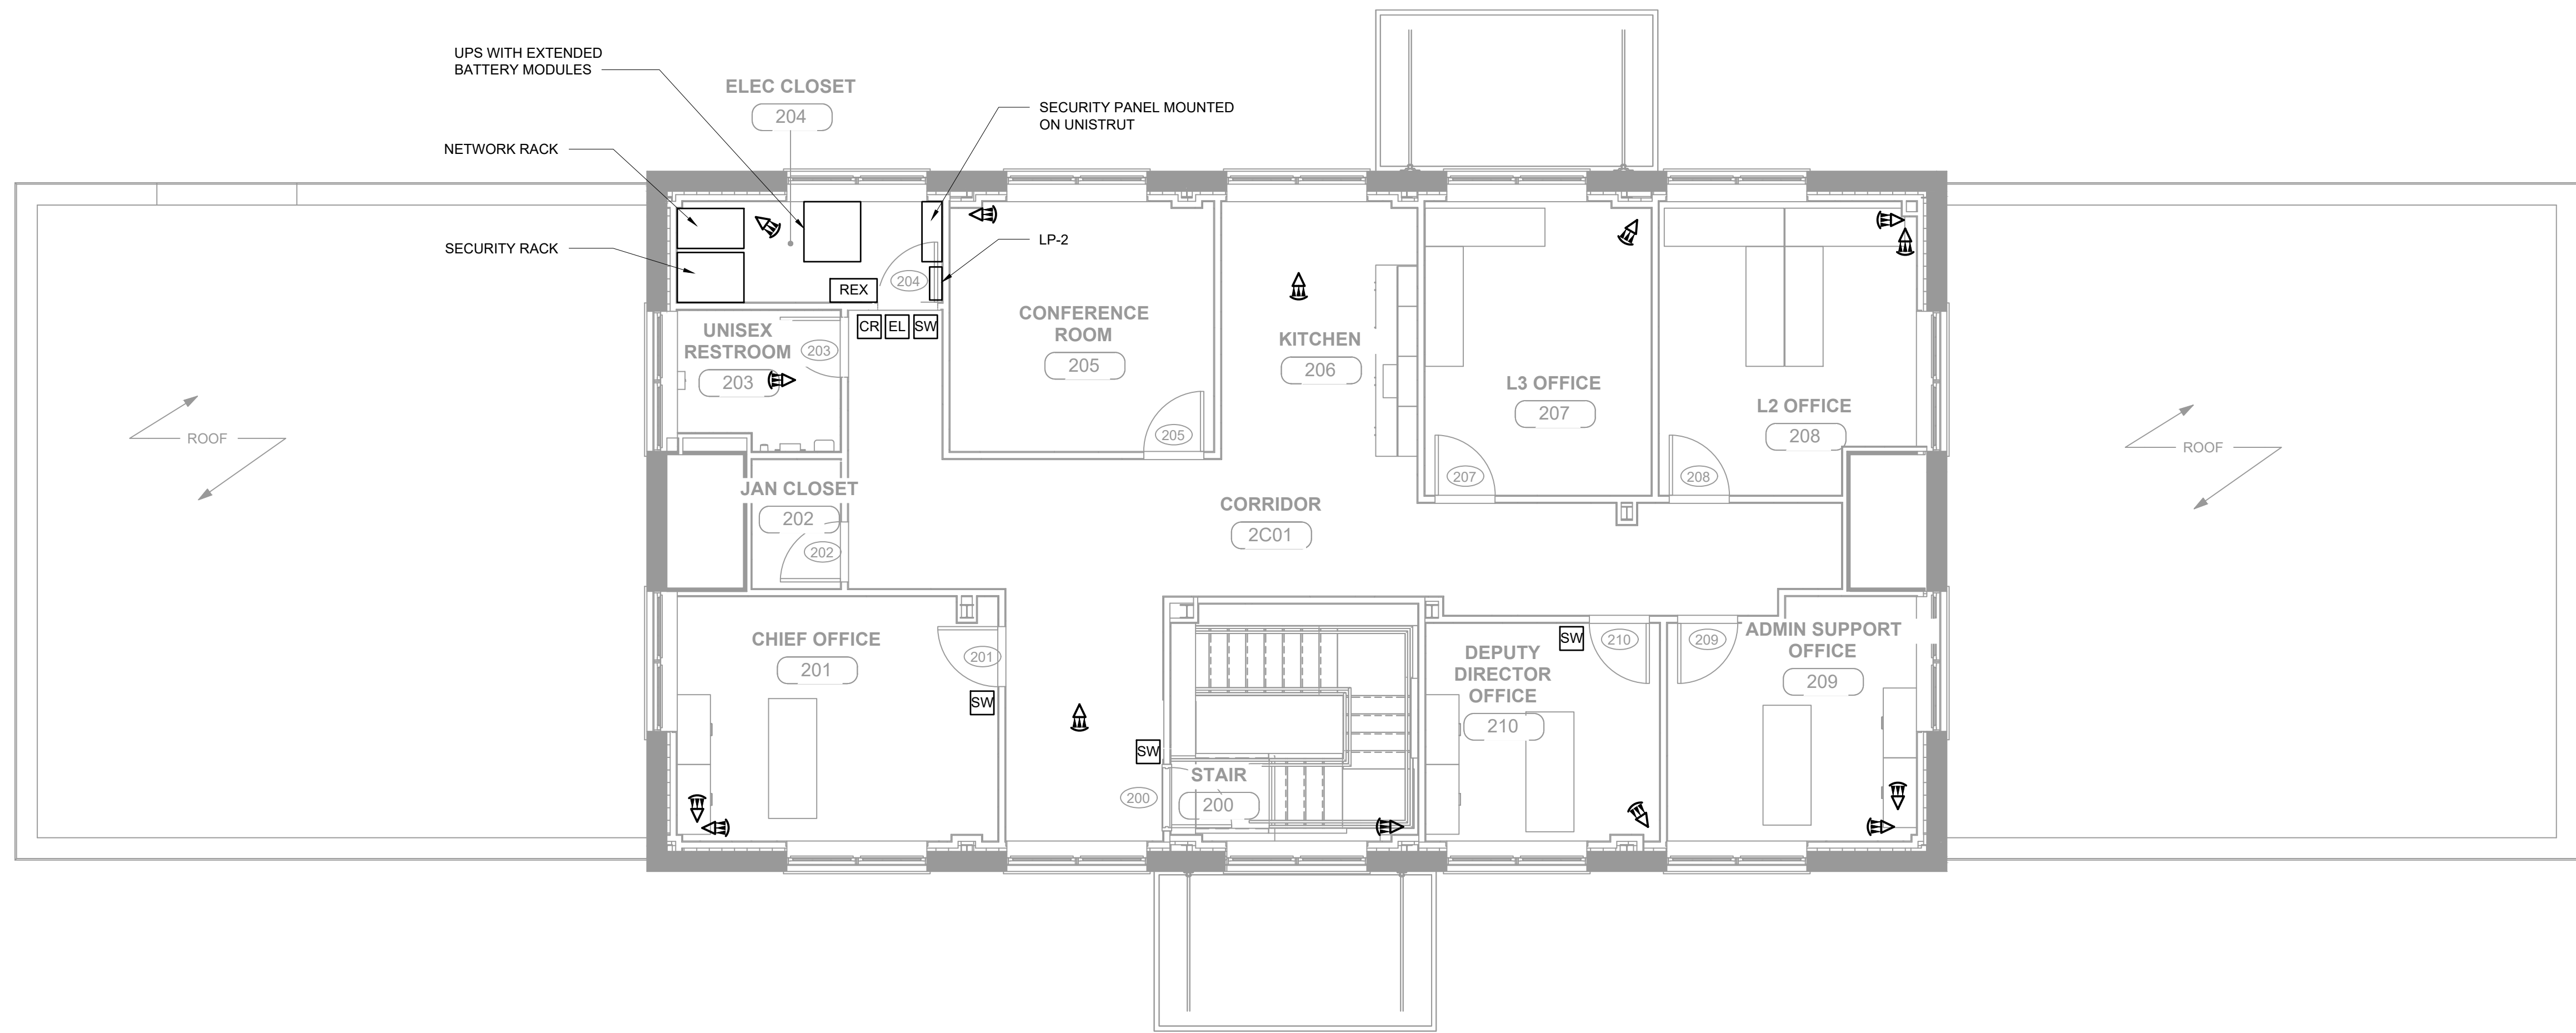 UPS WITH EXTENDED
BATTERY MODULES
ELEC CLOSET
204
SECURITY PANEL MOUNTED
ON UNISTRUT
NETWORK RACK
SECURITY RACK
LP-2
REX
204
CR EL SW
UNISEX
RESTROOM
203
203
CONFERENCE
ROOM
205
205
KITCHEN
206
L3 OFFICE
207
207
L2 OFFICE
208
208
ROOF
ROOF
JAN CLOSET
202
202
CORRIDOR
2C01
CHIEF OFFICE
201
201
SW
SW
STAIR
200
200
DEPUTY
DIRECTOR
OFFICE
210
SW
210
209
ADMIN SUPPORT
OFFICE
209